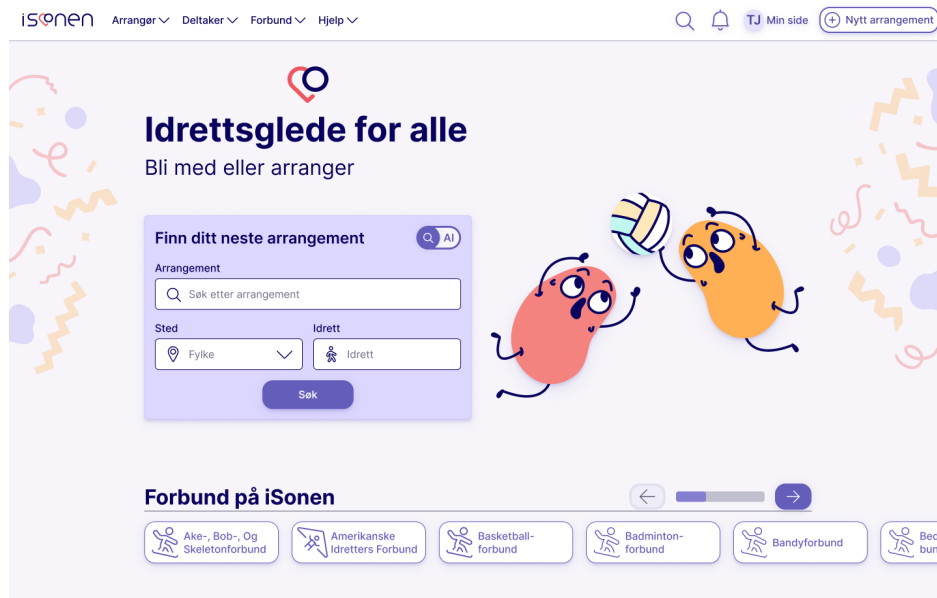 isonen
Arrangør Deltaker Forbund Hjelp
TJ Min side
Nytt arrangement
Idrettsglede for alle
Bli med eller arranger
Finn ditt neste arrangement
AI
Arrangement
Søk etter arrangement
Sted Idrett
Fylke Idrett
Søk
Forbund på iSonen
Ake-, Bob-, Og
Skeletonforbund
Amerikanske
Idretters Forbund
Basketball-
forbund
Badminton-
forbund
Bandyforbund